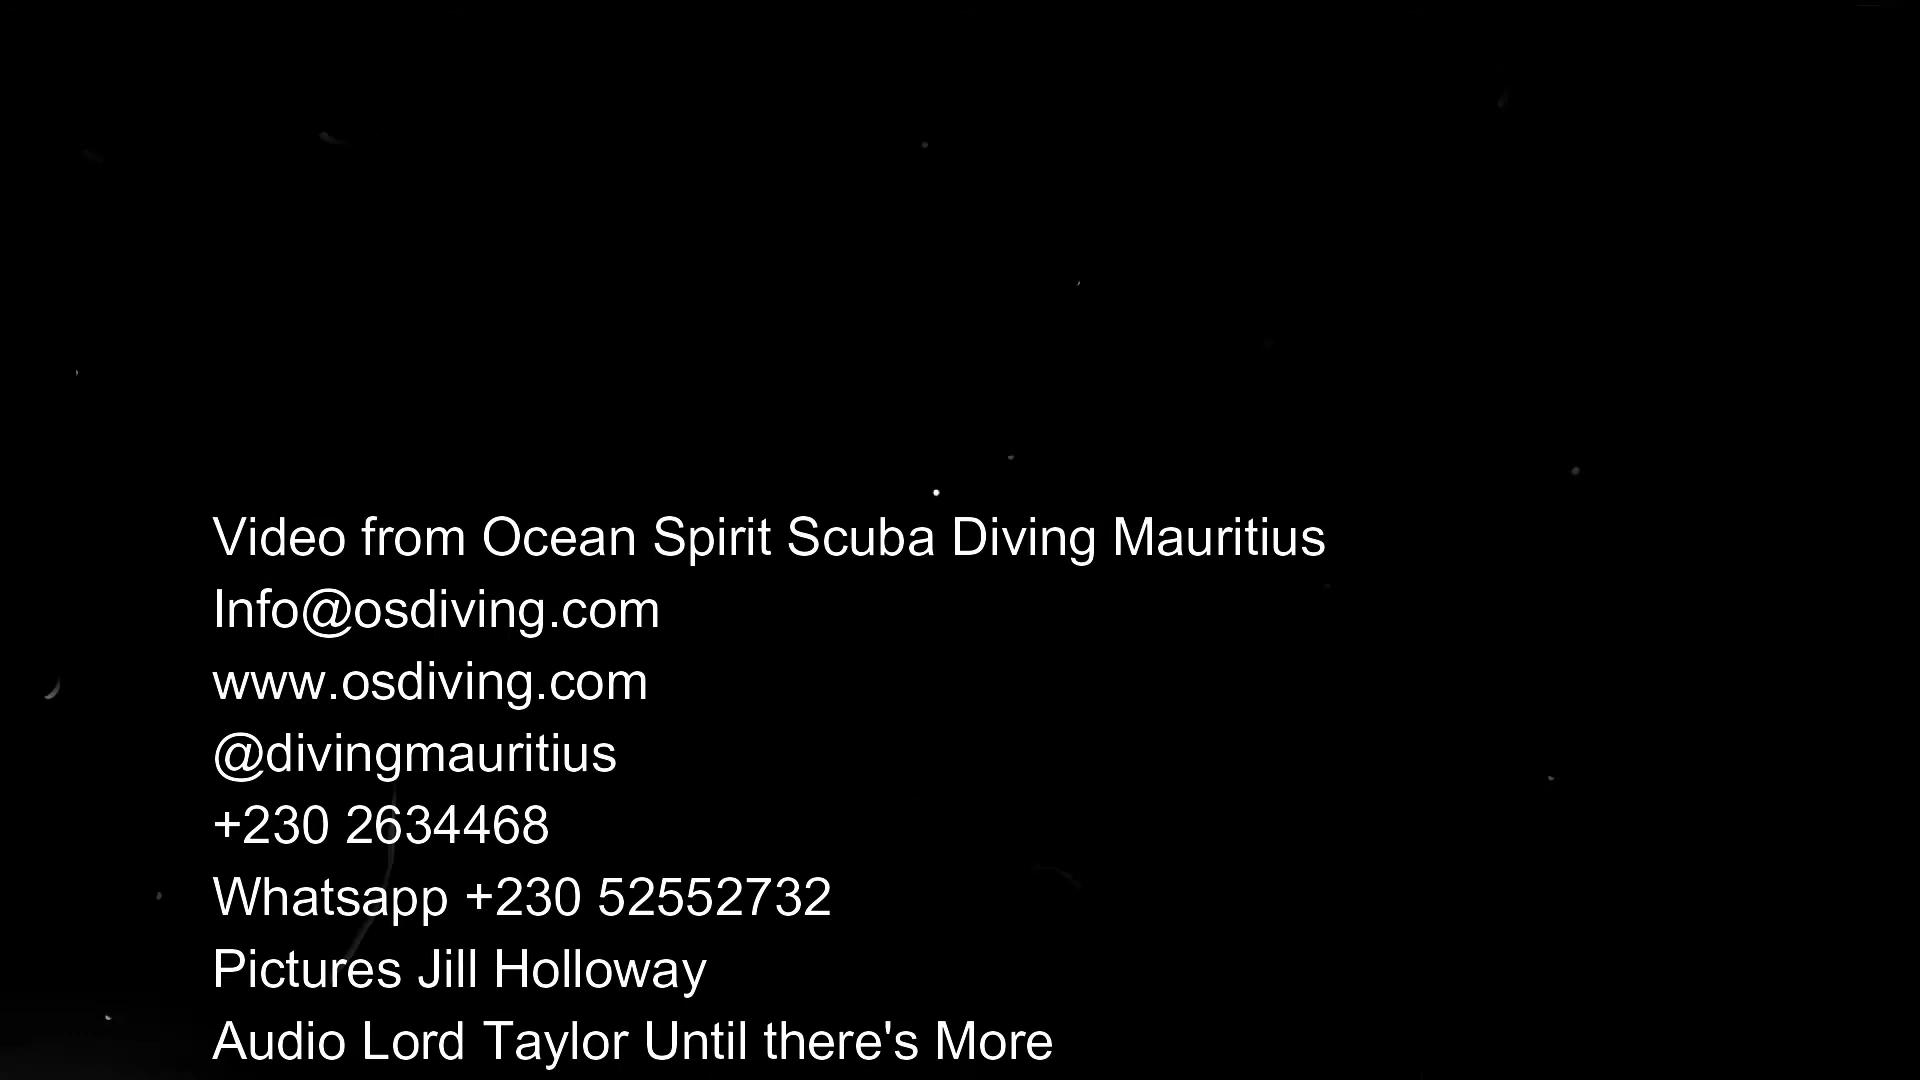 Video from Ocean Spirit Scuba Diving Mauritius
Info@osdiving.com
www.osdiving.com
@divingmauritius
+230 2634468
Whatsapp +230 52552732
Pictures Jill Holloway
Audio Lord Taylor Until there's More